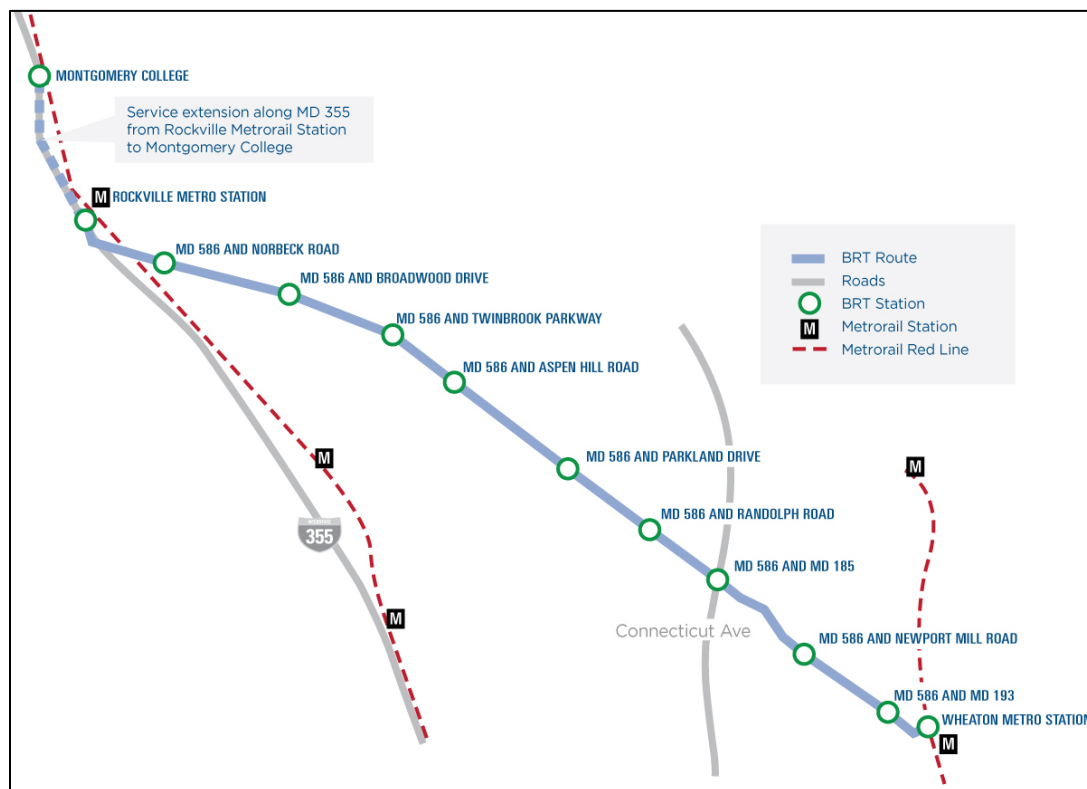 MONTGOMERY COLLEGE
Service extension along MD 355
from Rockville Metrorail Station
to Montgomery College
M
ROCKVILLE METRO STATION
MD 586 AND NORBECK ROAD
MD 586 AND BROADWOOD DRIVE
MD 586 AND TWINBROOK PARKWAY
MD 586 AND ASPEN HILL ROAD
BRT Route
Roads
BRT Station
M Metrorail Station
Metrorail Red Line
M
MD 586 AND PARKLAND DRIVE
M
355
MD 586 AND RANDOLPH ROAD
MD 586 AND MD 185
M
Connecticut Ave
MD 586 AND NEWPORT MILL ROAD
MD 586 AND MD 193
WHEATON METRO STATION
M